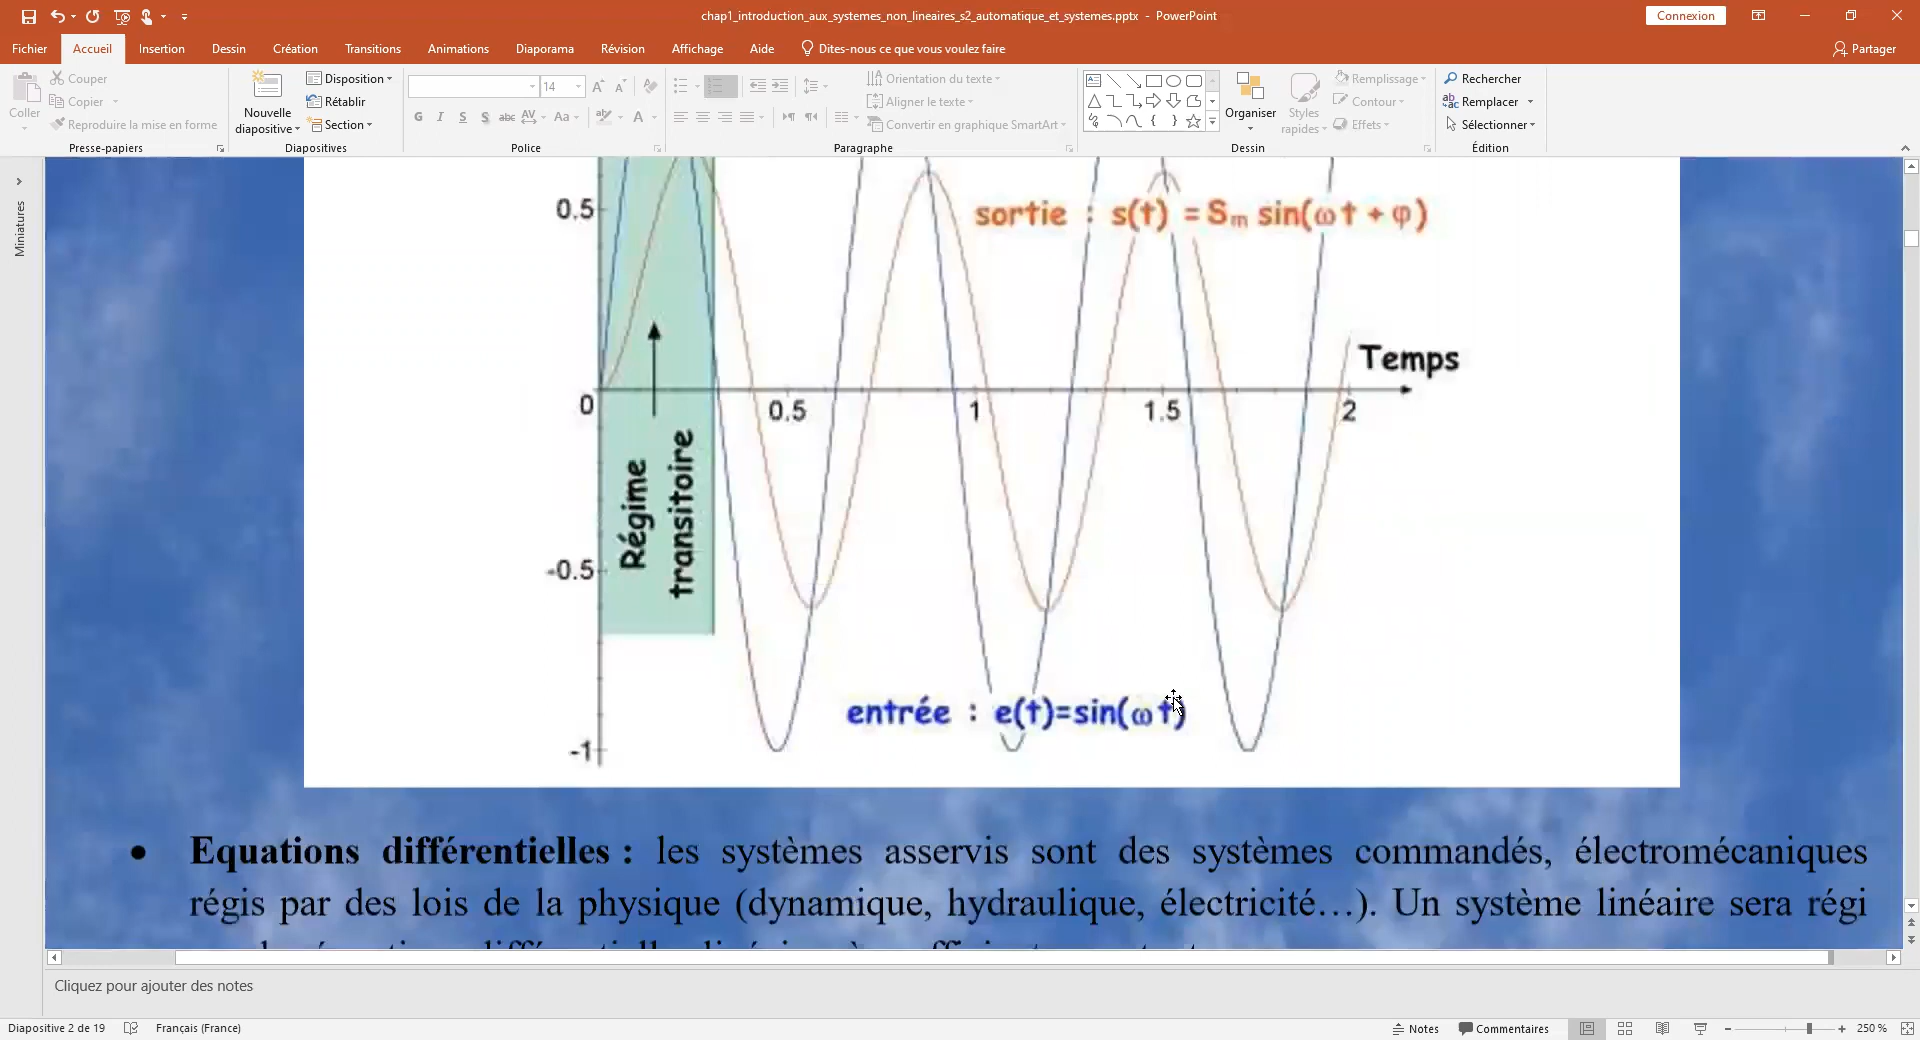 chap1_introduction_aux_systemes_non_lineaires_s2_automatique_et_systemes.pptx - PowerPoint
Connexion
Fichier Accueil Insertion Dessin Création Transitions Animations Diaporama Révision Affichage Aide Dites-nous ce que vous voulez faire
Partager
Coller
Couper
Copier
Reproduire la mise en forme
Presse-papiers
Nouvelle
diapositive
Disposition
Rétablir
Section
Diapositives
14
G I S S abc AV Aa A
Police
Orientation du texte
Aligner le texte
Convertir en graphique SmartArt
Paragraphe
Organiser
Styles
rapides
Remplissage
Contour
Effets
Dessin
Rechercher
Remplacer
Sélectionner
Édition
Miniatures
0.5
sortie : s(t) = Sm sin(ωt + φ)
Temps
0
0.5
1
1.5
2
Régime
transitoire
-0.5
entrée : e(t)=sin(ωt)
-1
• Equations différentielles : les systèmes asservis sont des systèmes commandés, électromécaniques
régis par des lois de la physique (dynamique, hydraulique, électricité…). Un système linéaire sera régi
Cliquez pour ajouter des notes
Diapositive 2 de 19
Français (France)
Notes
Commentaires
250 %